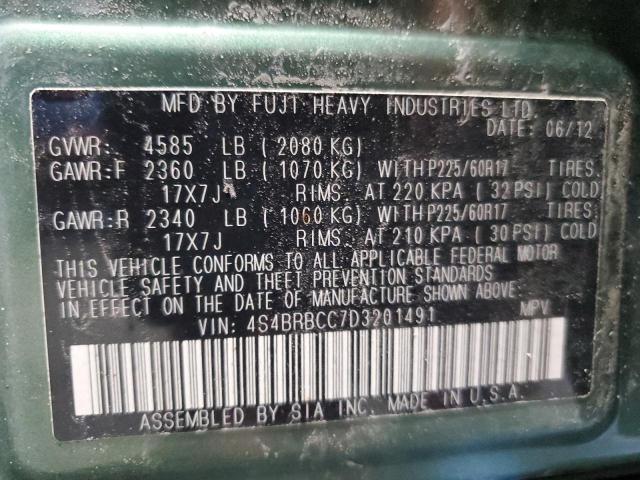 MFD BY FUJI HEAVY INDUSTRIES LTD.
DATE: 06/12
GVWR: 4585 LB (2080 KG)
GAWR:F 2360 LB (1070 KG) WITH P225/60R17 TIRES.
17X7J RIMS. AT 220 KPA (32 PSI) COLD
GAWR:R 2340 LB (1060 KG) WITH P225/60R17 TIRES.
17X7J RIMS. AT 210 KPA (30 PSI) COLD
THIS VEHICLE CONFORMS TO ALL APPLICABLE FEDERAL MOTOR
VEHICLE SAFETY AND THEFT PREVENTION STANDARDS
IN EFFECT ON THE DATE OF MANUFACTURE SHOWN ABOVE.
VIN: 4S4BRBCC7D3201491 MPV
ASSEMBLED BY SIA INC. MADE IN U.S.A.